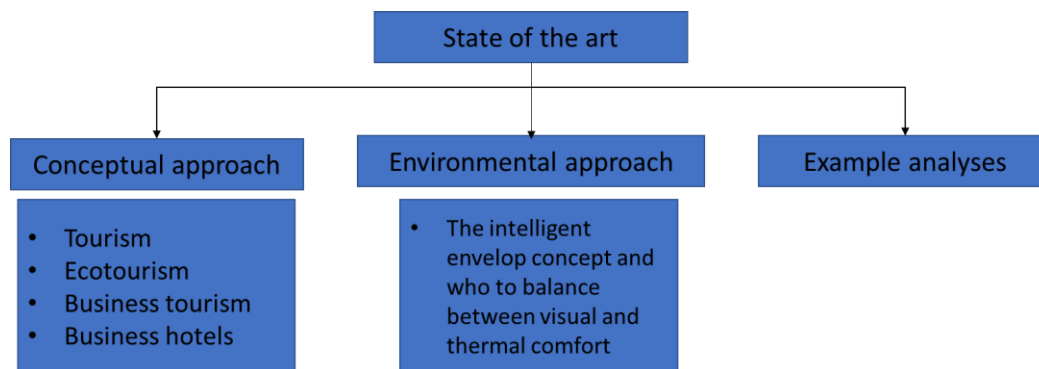 State of the art
Conceptual approach
Environmental approach
Example analyses
• Tourism
• Ecotourism
• Business tourism
• Business hotels
• The intelligent
envelop concept and
who to balance
between visual and
thermal comfort